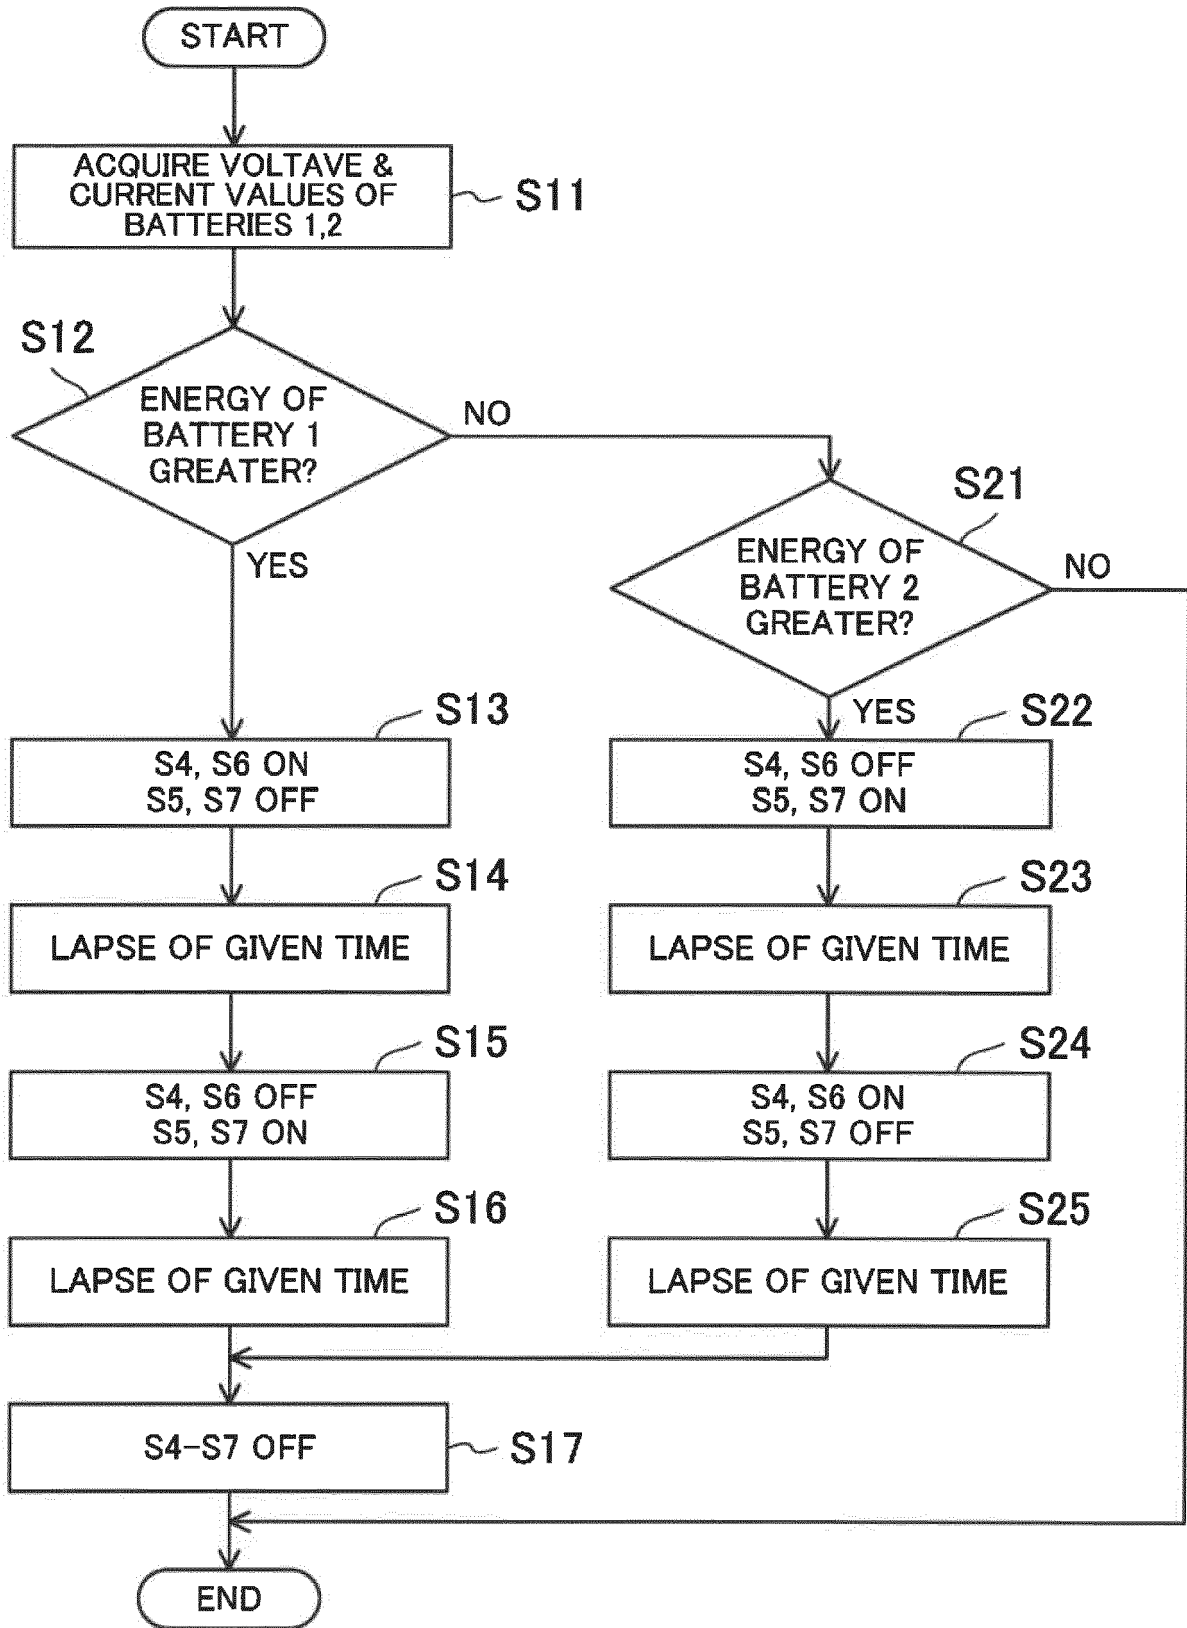 START
ACQUIRE VOLTAVE &
CURRENT VALUES OF
BATTERIES 1,2
S11
S12
ENERGY OF
BATTERY 1
GREATER?
NO
YES
S21
ENERGY OF
BATTERY 2
GREATER?
NO
YES
S13
S4, S6 ON
S5, S7 OFF
S22
S4, S6 OFF
S5, S7 ON
S14
LAPSE OF GIVEN TIME
S23
LAPSE OF GIVEN TIME
S15
S4, S6 OFF
S5, S7 ON
S24
S4, S6 ON
S5, S7 OFF
S16
LAPSE OF GIVEN TIME
S25
LAPSE OF GIVEN TIME
S4-S7 OFF
S17
END